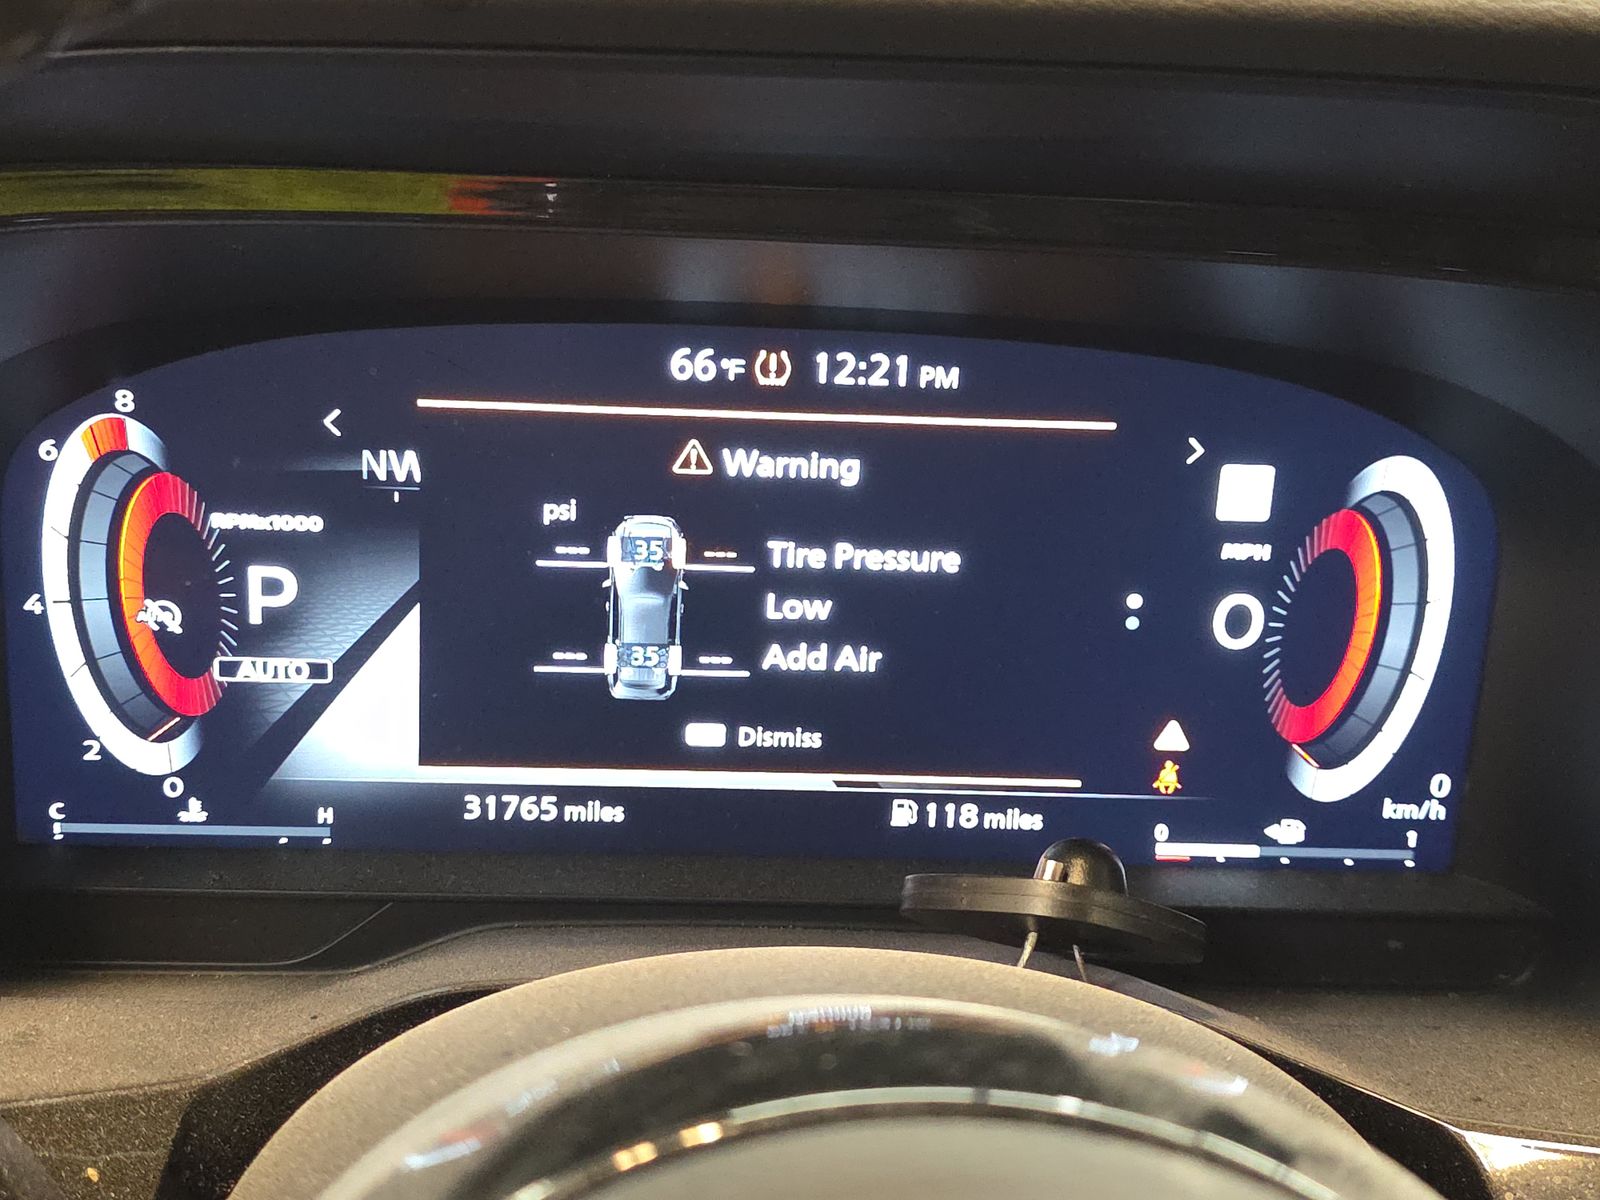 66°F 12:21 PM
Warning
NW
psi
--- 35 ---
Tire Pressure
Low
Add Air
--- 35 ---
Dismiss
8
6
4
2
0
RPMx1000
P
AUTO
MPH
0
0
km/h
31765 miles
118 miles
C H
0 1